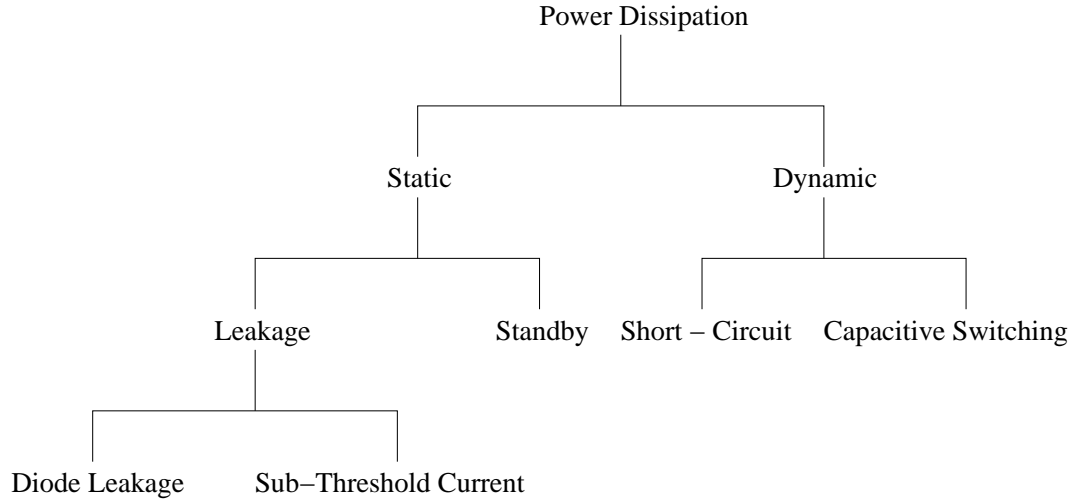 Power Dissipation
Static
Dynamic
Leakage
Standby
Short − Circuit
Capacitive Switching
Diode Leakage
Sub−Threshold Current